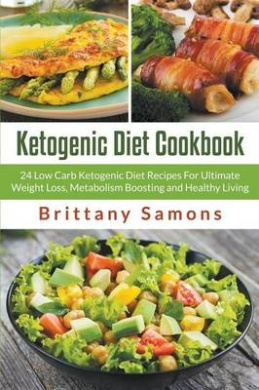 Ketogenic Diet Cookbook
24 Low Carb Ketogenic Diet Recipes For Ultimate
Weight Loss, Metabolism Boosting and Healthy Living
Brittany Samons